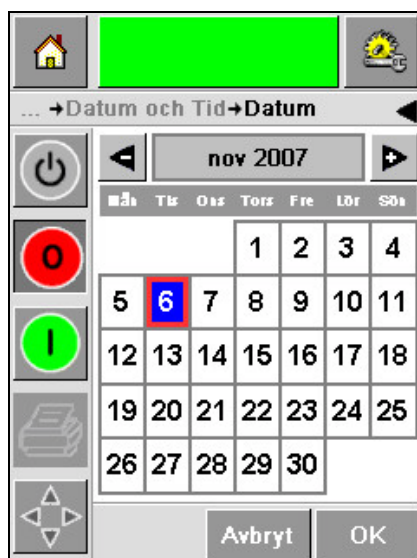 ... →Datum och Tid→Datum
nov 2007
mån Tis Ons Tors Fre Lör Sön
1 2 3 4
O 5 6 7 8 9 10 11
I 12 13 14 15 16 17 18
19 20 21 22 23 24 25
26 27 28 29 30
Avbryt OK